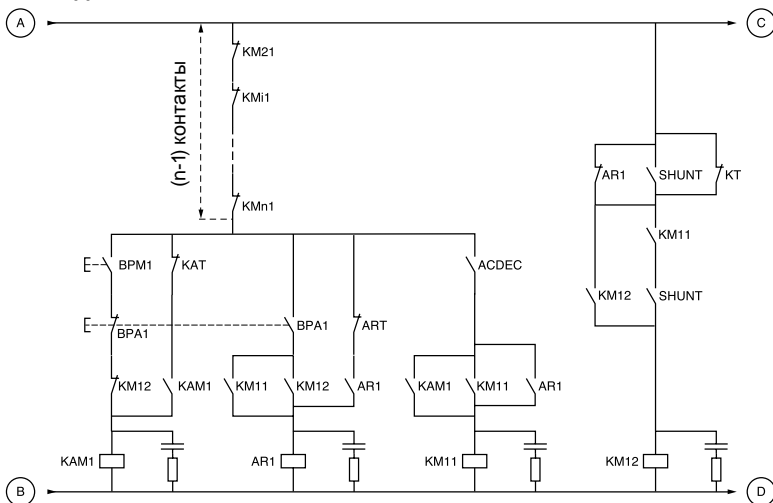 A
C
KM21
KMi1
(n-1) контакты
KMn1
AR1
SHUNT
KT
KM11
BPM1
KAT
ACDEC
KM12
SHUNT
BPA1
BPA1
ART
KM12
KAM1
KM11
KM12
AR1
KAM1
KM11
AR1
KAM1
AR1
KM11
KM12
B
D